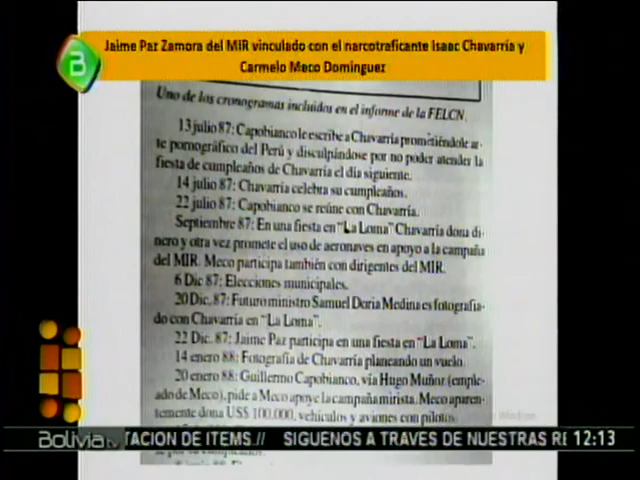 Jaime Paz Zamora del MIR vinculado con el narcotraficante Isaac Chavarría y
Carmelo Meco Dominguez
B
Uno de los cronogramas incluidos en el informe de la FELCN.
13 julio 87: Capobianco le escribe a Chavarría prometiéndole ar-
te pornográfico del Perú y disculpándose por no poder atender la
fiesta de cumpleaños de Chavarría el día siguiente.
14 julio 87: Chavarría celebra su cumpleaños.
22 julio 87: Capobianco se reúne con Chavarría.
Septiembre 87: En una fiesta en "La Loma" Chavarría dona di-
nero y otra vez promete el uso de aeronaves en apoyo a la campaña
del MIR. Meco participa también con dirigentes del MIR.
6 Dic 87: Elecciones municipales.
20 Dic. 87: Futuro ministro Samuel Doria Medina es fotografia-
do con Chavarría en "La Loma".
22 Dic. 87: Jaime Paz participa en una fiesta en "La Loma".
14 enero 88: Fotografía de Chavarría planeando un vuelo.
20 enero 88: Guillermo Capobianco, vía Hugo Muñoz (emple-
ado de Meco), pide a Meco apoye la campaña mirista. Meco aparen-
temente dona US$ 100.000, vehículos y aviones con pilotos.
Bolivia tv TACION DE ITEMS // SIGUENOS A TRAVES DE NUESTRAS RE 12:13